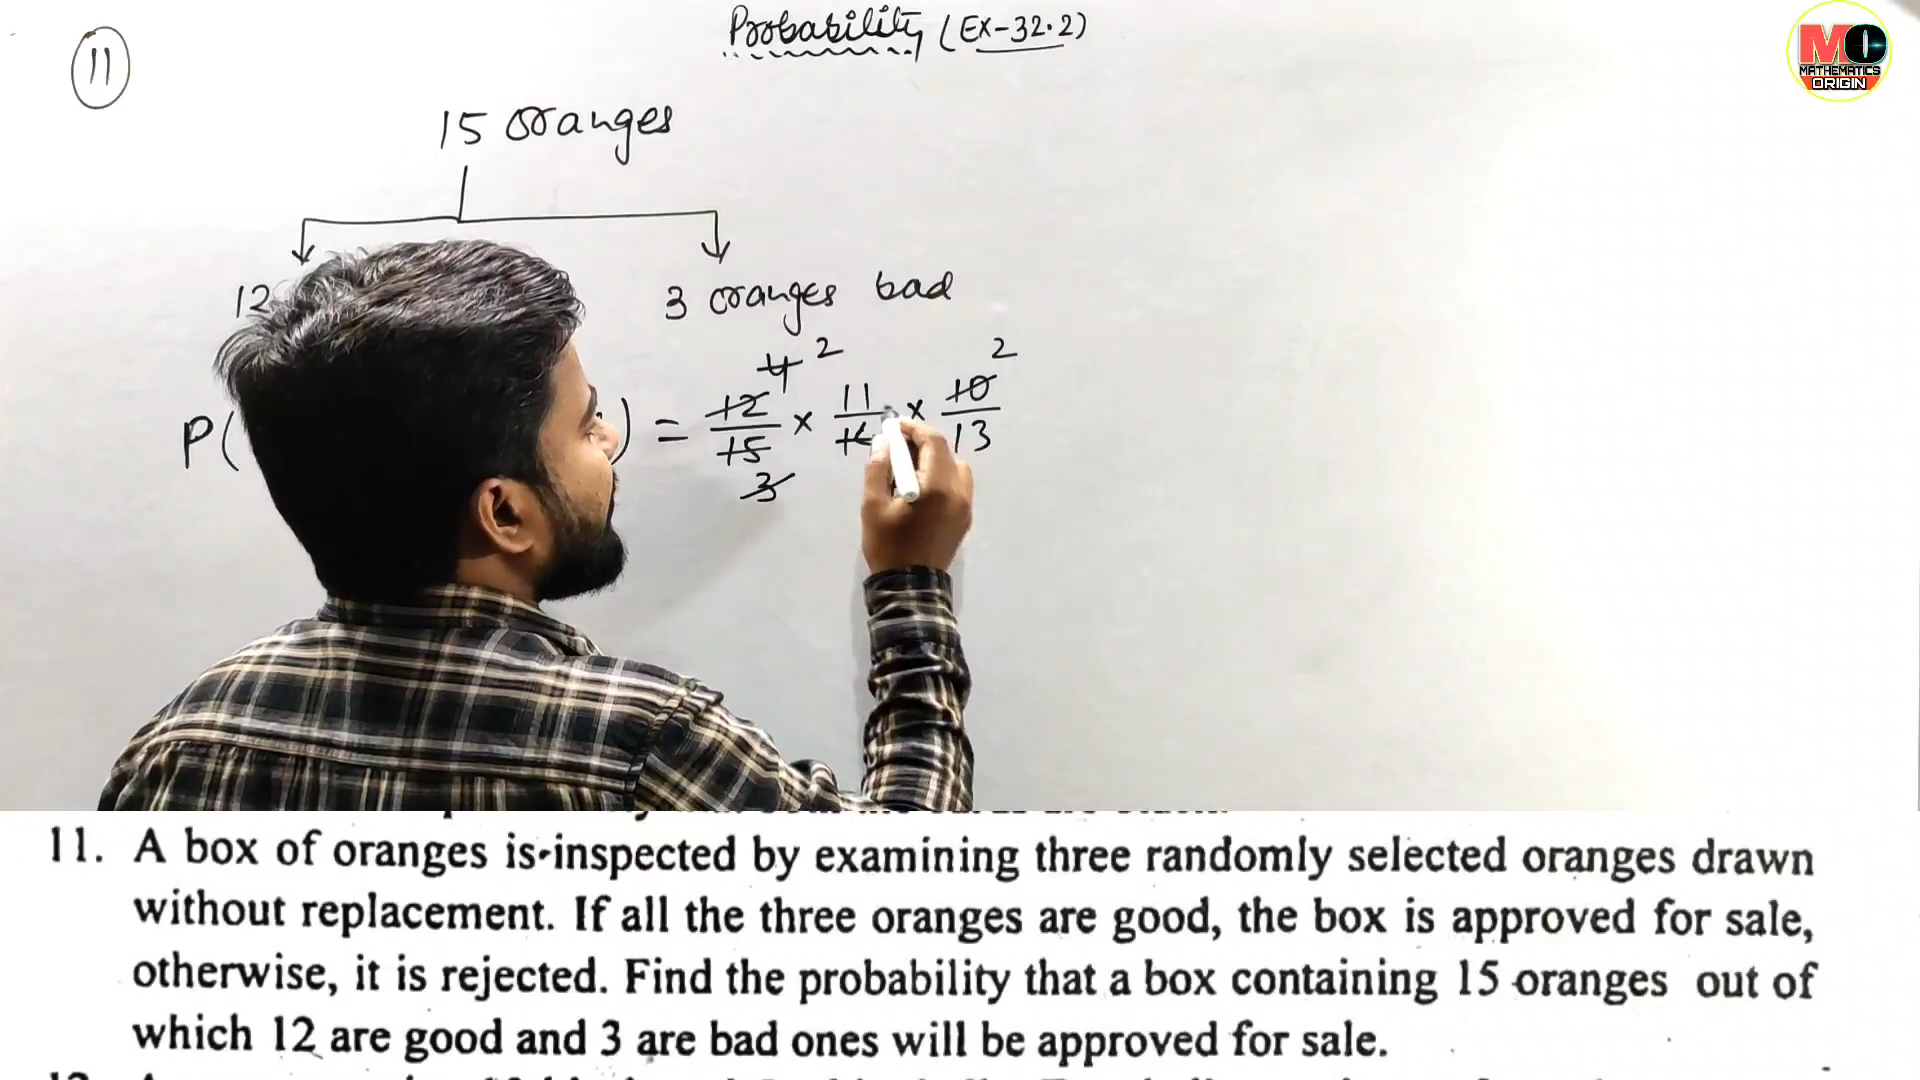 Probability (EX-32.2)
11
MC
MATHEMATICS
ORIGIN
15 oranges
12
3 oranges bad
4 2 2
P( ) = 12/15 × 11/ × 10/13
3
11. A box of oranges is inspected by examining three randomly selected oranges drawn
without replacement. If all the three oranges are good, the box is approved for sale,
otherwise, it is rejected. Find the probability that a box containing 15 oranges out of
which 12 are good and 3 are bad ones will be approved for sale.